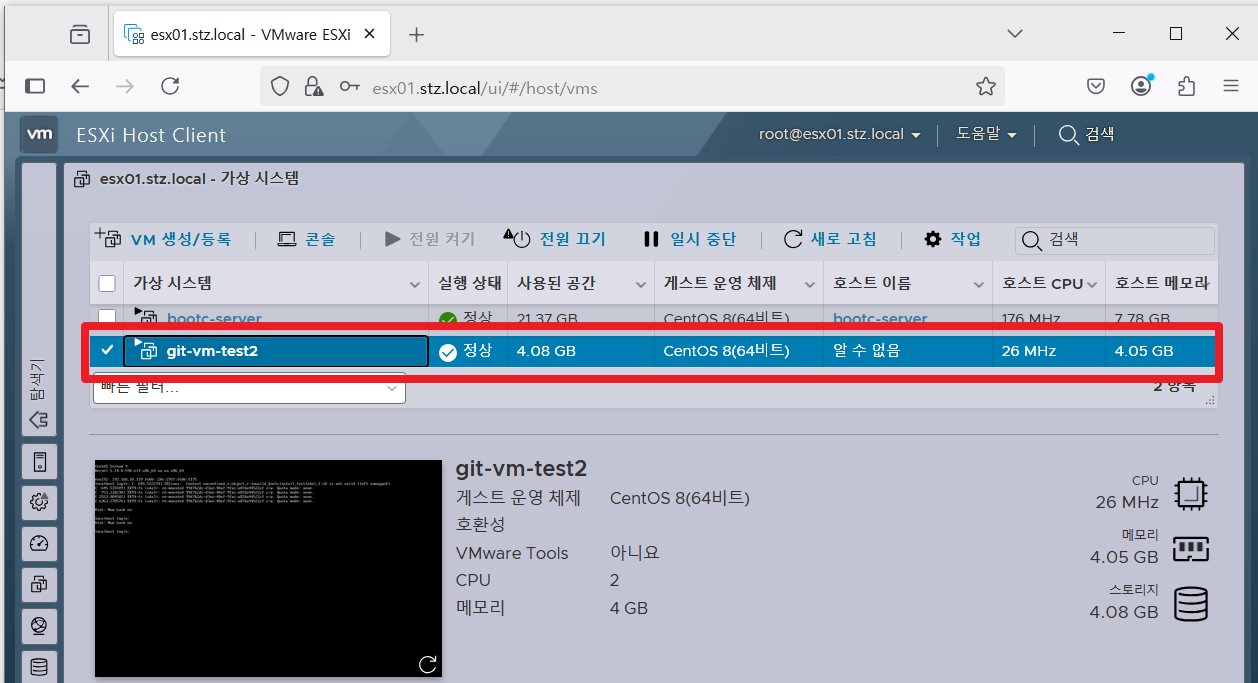 esx01.stz.local - VMware ESXi
esx01.stz.local/ui/#/host/vms
vm ESXi Host Client root@esx01.stz.local 도움말 검색
esx01.stz.local - 가상 시스템
VM 생성/등록 콘솔 전원 켜기 전원 끄기 일시 중단 새로 고침 작업 검색
가상 시스템 실행 상태 사용된 공간 게스트 운영 체제 호스트 이름 호스트 CPU 호스트 메모리
bootc-server 정상 21.37 GB CentOS 8(64비트) bootc-server 176 MHz 7.78 GB
git-vm-test2 정상 4.08 GB CentOS 8(64비트) 알 수 없음 26 MHz 4.05 GB
빠른 필터... 2 항목
탐색기
git-vm-test2
게스트 운영 체제 CentOS 8(64비트)
호환성
VMware Tools 아니요
CPU 2
메모리 4 GB
CPU
26 MHz
메모리
4.05 GB
스토리지
4.08 GB